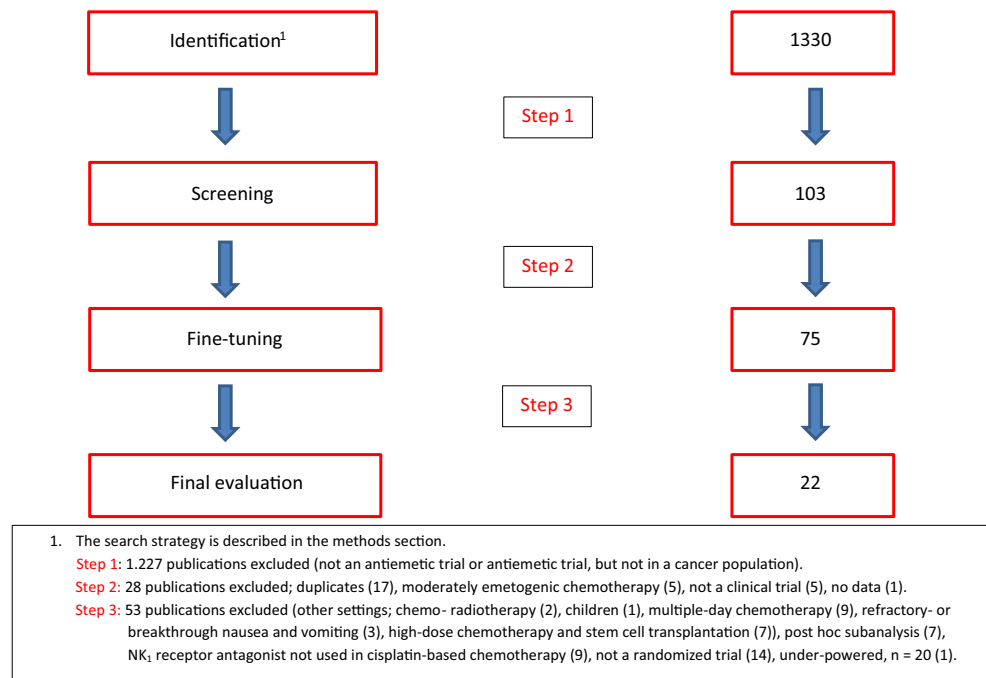 Identification¹
1330
Step 1
Screening
103
Step 2
Fine-tuning
75
Step 3
Final evaluation
22
1. The search strategy is described in the methods section.
Step 1: 1.227 publications excluded (not an antiemetic trial or antiemetic trial, but not in a cancer population).
Step 2: 28 publications excluded; duplicates (17), moderately emetogenic chemotherapy (5), not a clinical trial (5), no data (1).
Step 3: 53 publications excluded (other settings; chemo- radiotherapy (2), children (1), multiple-day chemotherapy (9), refractory- or
breakthrough nausea and vomiting (3), high-dose chemotherapy and stem cell transplantation (7)), post hoc subanalysis (7),
NK₁ receptor antagonist not used in cisplatin-based chemotherapy (9), not a randomized trial (14), under-powered, n = 20 (1).